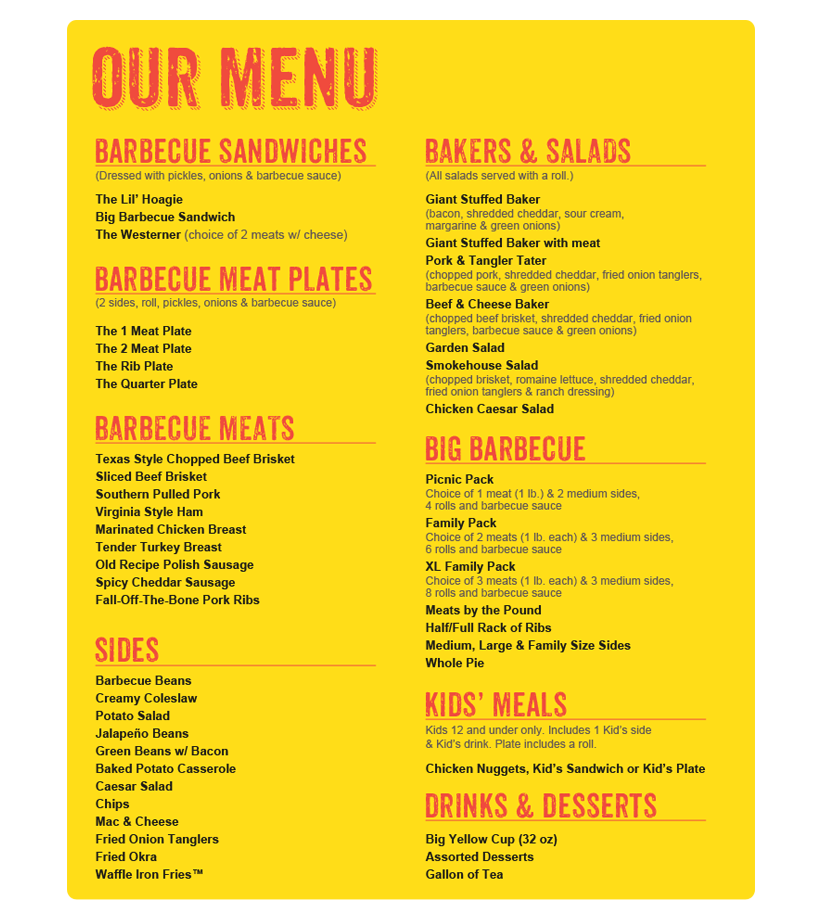 OUR MENU
BARBECUE SANDWICHES
(Dressed with pickles, onions & barbecue sauce)
The Lil' Hoagie
Big Barbecue Sandwich
The Westerner (choice of 2 meats w/ cheese)
BARBECUE MEAT PLATES
(2 sides, roll, pickles, onions & barbecue sauce)
The 1 Meat Plate
The 2 Meat Plate
The Rib Plate
The Quarter Plate
BARBECUE MEATS
Texas Style Chopped Beef Brisket
Sliced Beef Brisket
Southern Pulled Pork
Virginia Style Ham
Marinated Chicken Breast
Tender Turkey Breast
Old Recipe Polish Sausage
Spicy Cheddar Sausage
Fall-Off-The-Bone Pork Ribs
SIDES
Barbecue Beans
Creamy Coleslaw
Potato Salad
Jalapeño Beans
Green Beans w/ Bacon
Baked Potato Casserole
Caesar Salad
Chips
Mac & Cheese
Fried Onion Tanglers
Fried Okra
Waffle Iron Fries™
BAKERS & SALADS
(All salads served with a roll.)
Giant Stuffed Baker
(bacon, shredded cheddar, sour cream,
margarine & green onions)
Giant Stuffed Baker with meat
Pork & Tangler Tater
(chopped pork, shredded cheddar, fried onion tanglers,
barbecue sauce & green onions)
Beef & Cheese Baker
(chopped beef brisket, shredded cheddar, fried onion
tanglers, barbecue sauce & green onions)
Garden Salad
Smokehouse Salad
(chopped brisket, romaine lettuce, shredded cheddar,
fried onion tanglers & ranch dressing)
Chicken Caesar Salad
BIG BARBECUE
Picnic Pack
Choice of 1 meat (1 lb.) & 2 medium sides,
4 rolls and barbecue sauce
Family Pack
Choice of 2 meats (1 lb. each) & 3 medium sides,
6 rolls and barbecue sauce
XL Family Pack
Choice of 3 meats (1 lb. each) & 3 medium sides,
8 rolls and barbecue sauce
Meats by the Pound
Half/Full Rack of Ribs
Medium, Large & Family Size Sides
Whole Pie
KIDS' MEALS
Kids 12 and under only. Includes 1 Kid's side
& Kid's drink. Plate includes a roll.
Chicken Nuggets, Kid's Sandwich or Kid's Plate
DRINKS & DESSERTS
Big Yellow Cup (32 oz)
Assorted Desserts
Gallon of Tea